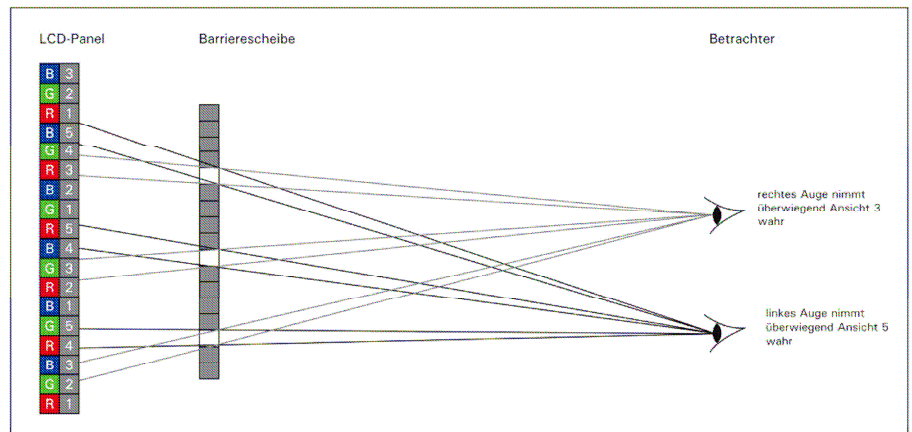 LCD-Panel
Barrierescheibe
Betrachter
B 3
G 2
R 1
B 5
G 4
R 3
B 2
G 1
R 5
B 4
G 3
R 2
B 1
G 5
R 4
B 3
G 2
R 1
rechtes Auge nimmt
überwiegend Ansicht 3
wahr
linkes Auge nimmt
überwiegend Ansicht 5
wahr